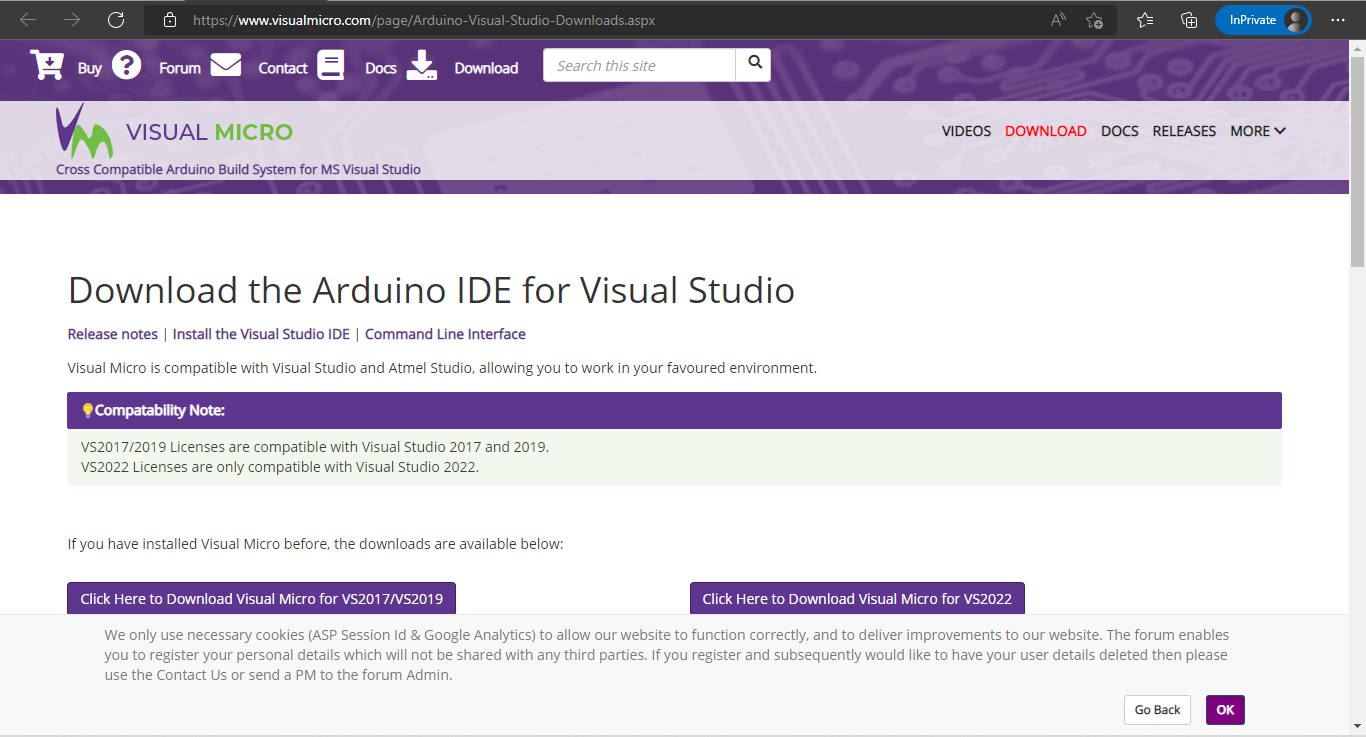 https://www.visualmicro.com/page/Arduino-Visual-Studio-Downloads.aspx
InPrivate
Buy Forum Contact Docs Download Search this site
VISUAL MICRO
Cross Compatible Arduino Build System for MS Visual Studio
VIDEOS DOWNLOAD DOCS RELEASES MORE
Download the Arduino IDE for Visual Studio
Release notes | Install the Visual Studio IDE | Command Line Interface
Visual Micro is compatible with Visual Studio and Atmel Studio, allowing you to work in your favoured environment.
Compatability Note:
VS2017/2019 Licenses are compatible with Visual Studio 2017 and 2019.
VS2022 Licenses are only compatible with Visual Studio 2022.
If you have installed Visual Micro before, the downloads are available below:
Click Here to Download Visual Micro for VS2017/VS2019
Click Here to Download Visual Micro for VS2022
We only use necessary cookies (ASP Session Id & Google Analytics) to allow our website to function correctly, and to deliver improvements to our website. The forum enables
you to register your personal details which will not be shared with any third parties. If you register and subsequently would like to have your user details deleted then please
use the Contact Us or send a PM to the forum Admin.
Go Back OK